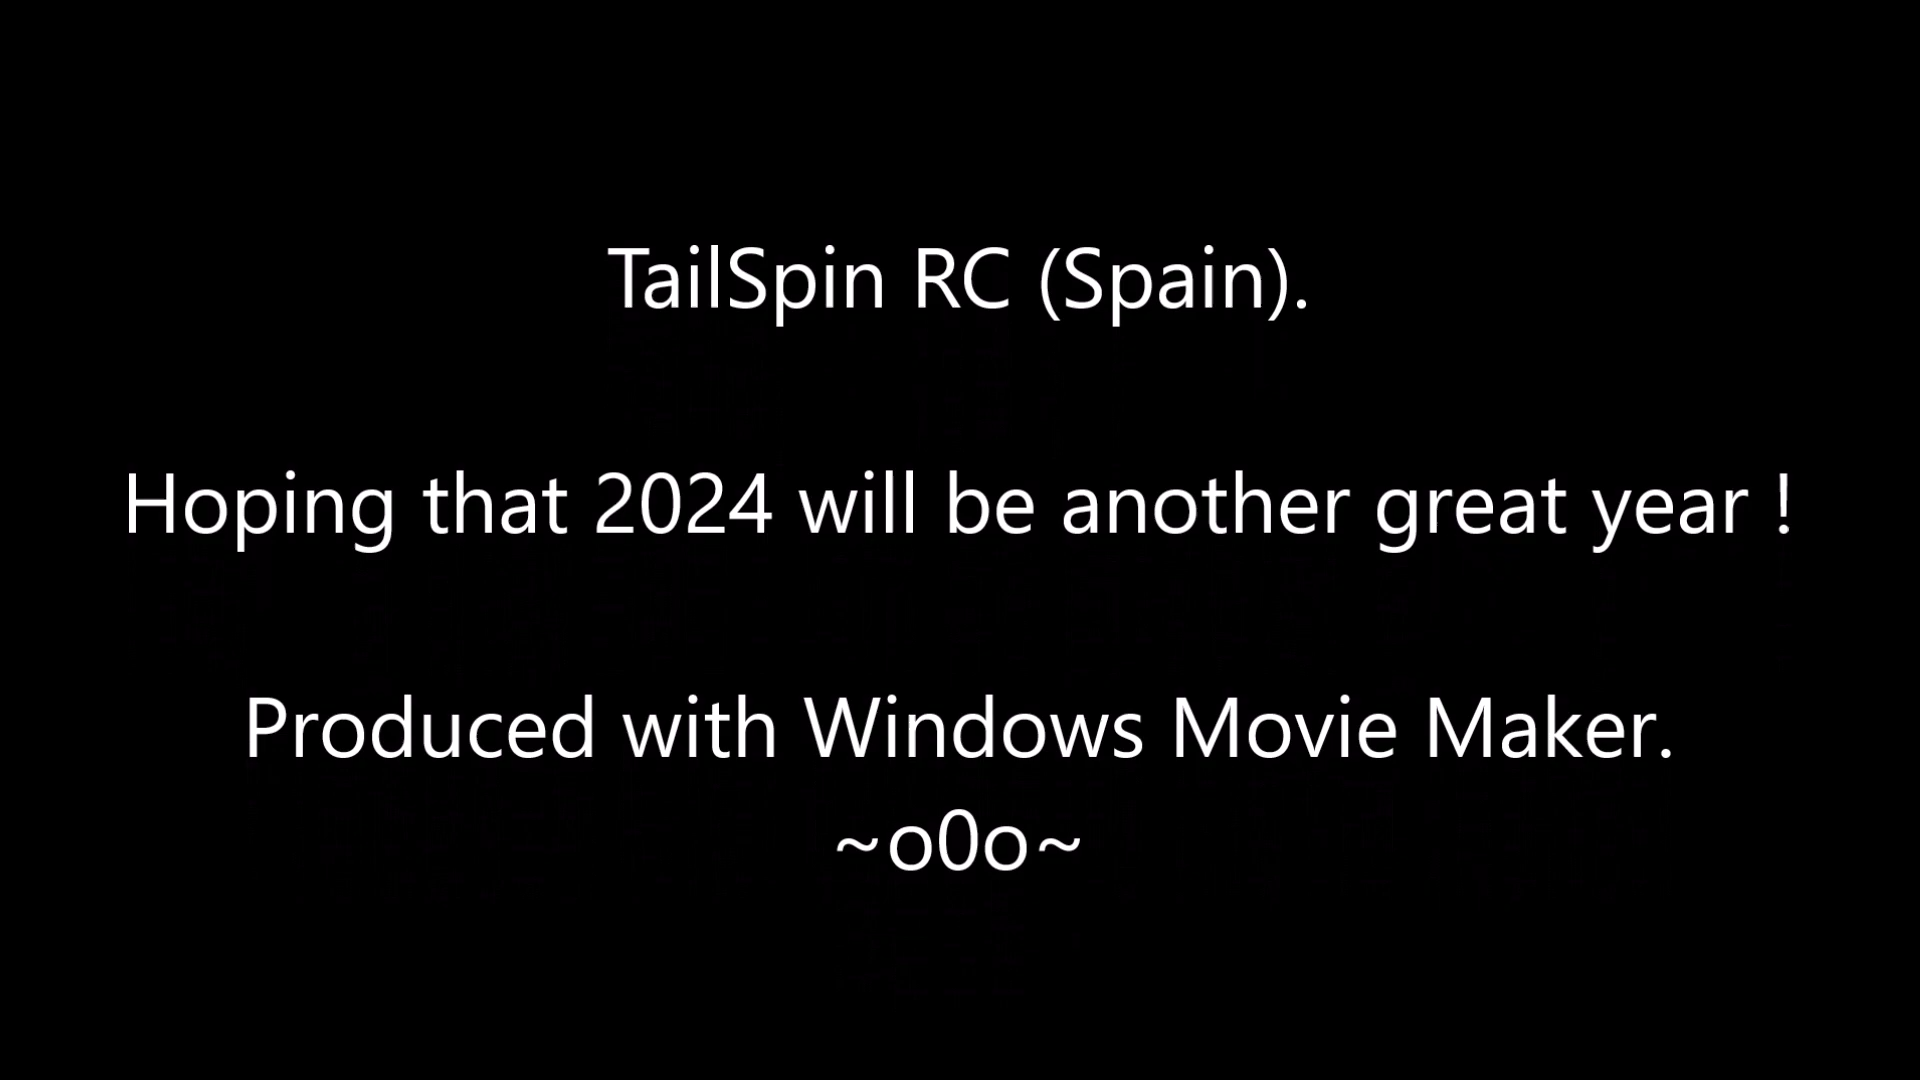 TailSpin RC (Spain).
Hoping that 2024 will be another great year !
Produced with Windows Movie Maker.
~o0o~